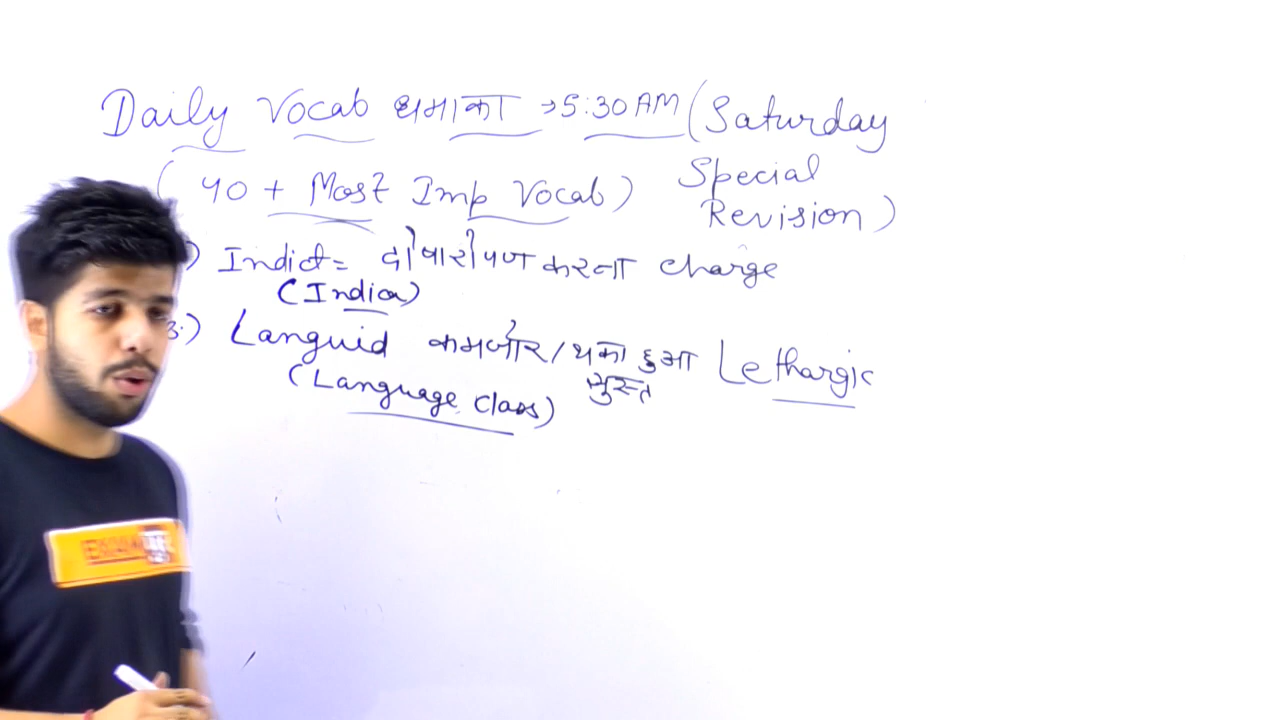 Daily Vocab धमाका →5:30 AM (Saturday
( 40 + Most Imp Vocab) Special
Revision)
) Indict = दोषारोपण करना charge
(India)
3.) Languid कमजोर/थका हुआ Lethargic
(Language class) सुस्त